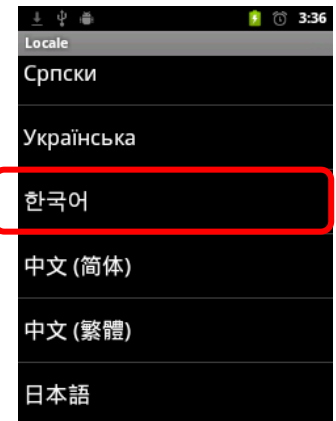 3:36
Locale
Српски
Українська
한국어
中文 (简体)
中文 (繁體)
日本語